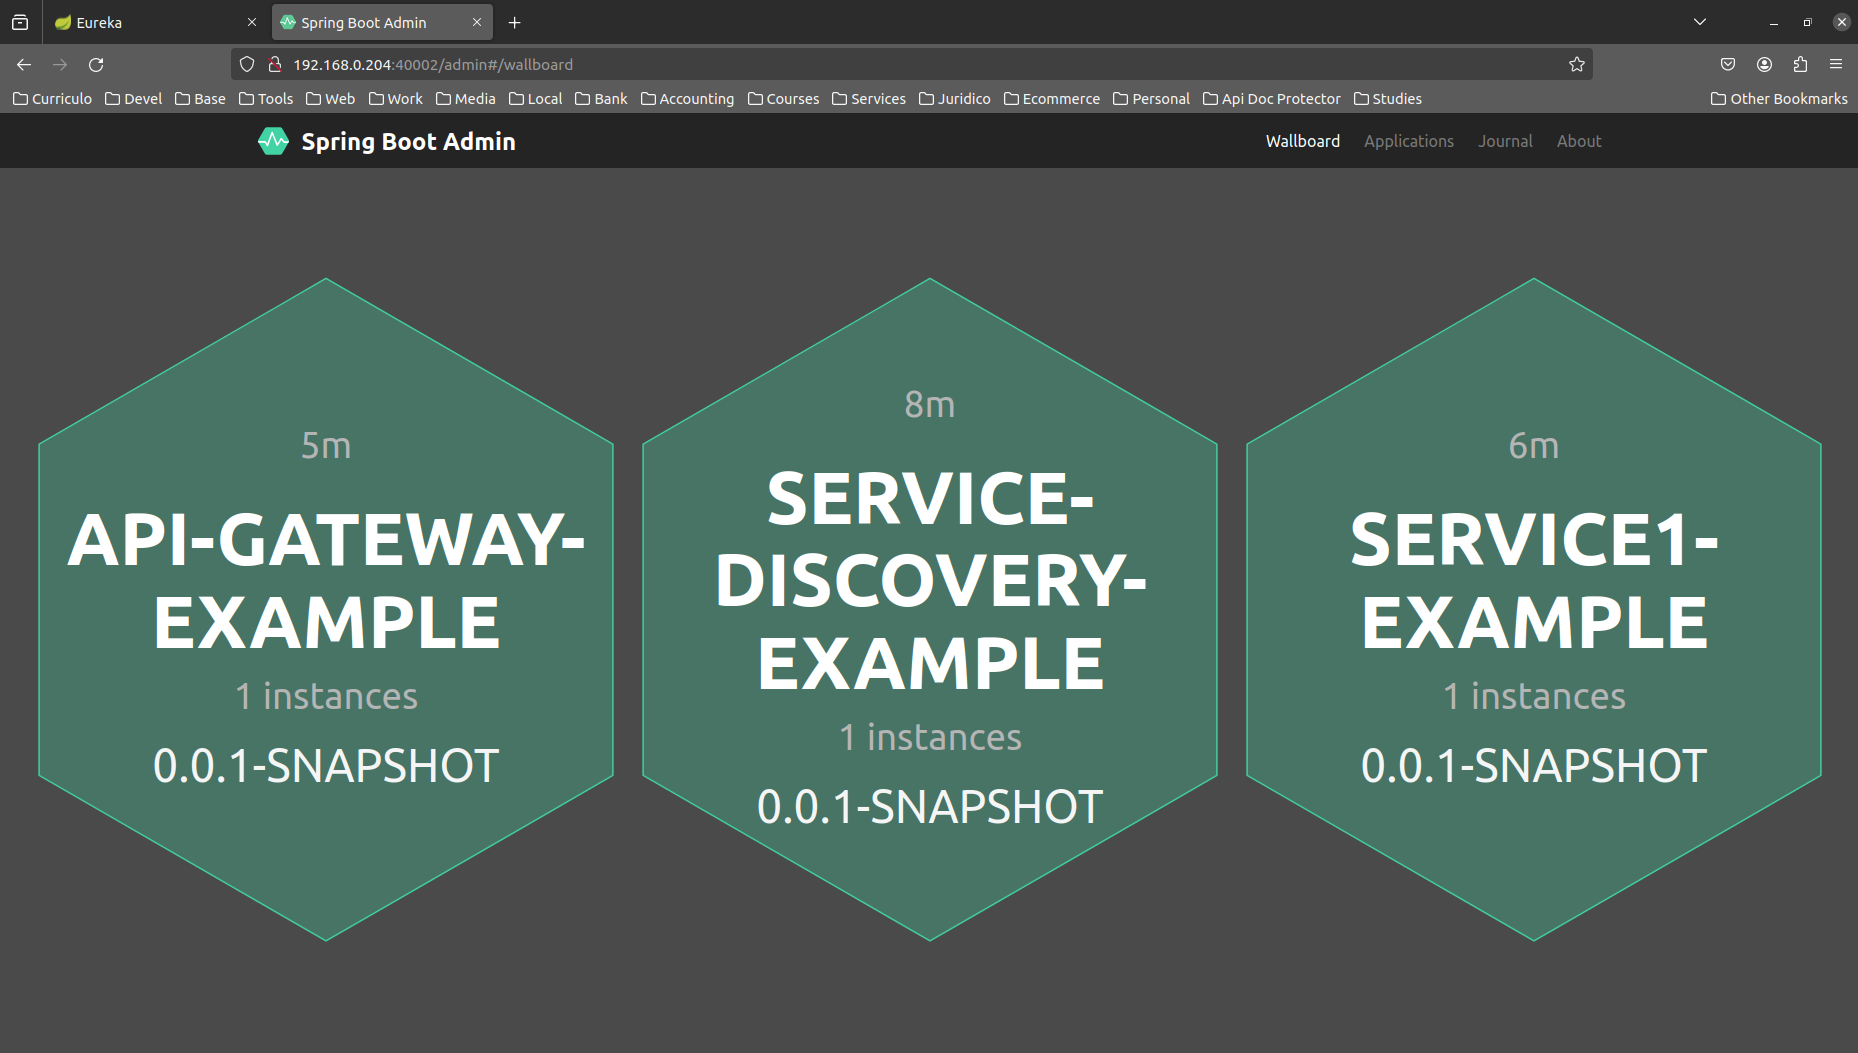 Eureka
Spring Boot Admin
192.168.0.204:40002/admin#/wallboard
Curriculo Devel Base Tools Web Work Media Local Bank Accounting Courses Services Juridico Ecommerce Personal Api Doc Protector Studies Other Bookmarks
Spring Boot Admin Wallboard Applications Journal About
5m
API-GATEWAY-
EXAMPLE
1 instances
0.0.1-SNAPSHOT
8m
SERVICE-
DISCOVERY-
EXAMPLE
1 instances
0.0.1-SNAPSHOT
6m
SERVICE1-
EXAMPLE
1 instances
0.0.1-SNAPSHOT